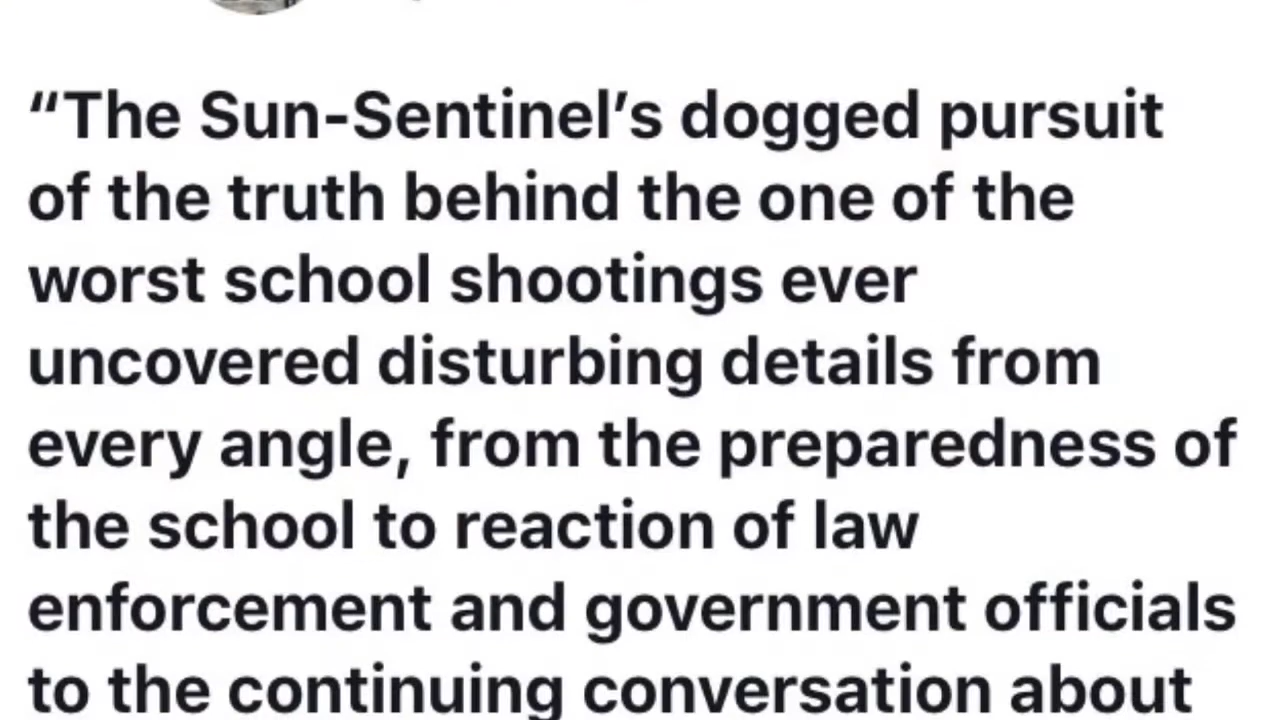 “The Sun-Sentinel’s dogged pursuit
of the truth behind the one of the
worst school shootings ever
uncovered disturbing details from
every angle, from the preparedness of
the school to reaction of law
enforcement and government officials
to the continuing conversation about